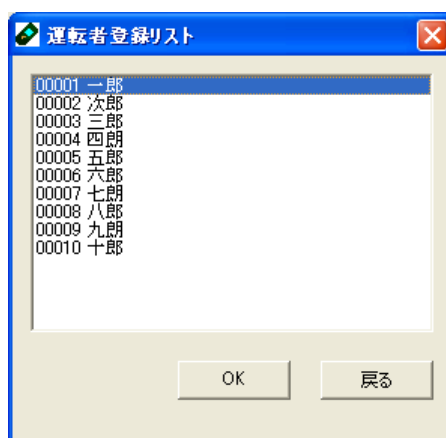 運転者登録リスト
00001 一郎
00002 次郎
00003 三郎
00004 四朗
00005 五郎
00006 六郎
00007 七朗
00008 八郎
00009 九朗
00010 十郎
OK
戻る